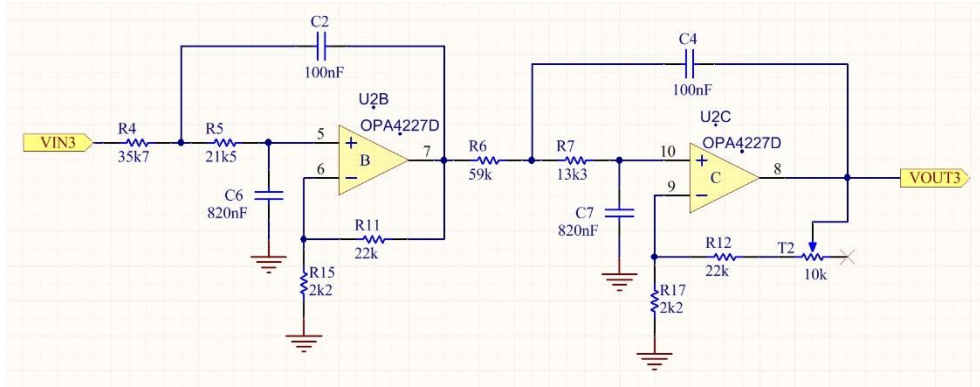 C2
100nF
C4
100nF
U2B
OPA4227D
U2C
OPA4227D
VIN3
R4
35k7
R5
21k5
5
6
B
7
R6
59k
R7
13k3
10
9
C
8
VOUT3
C6
820nF
R11
22k
R15
2k2
C7
820nF
R12
22k
T2
10k
R17
2k2